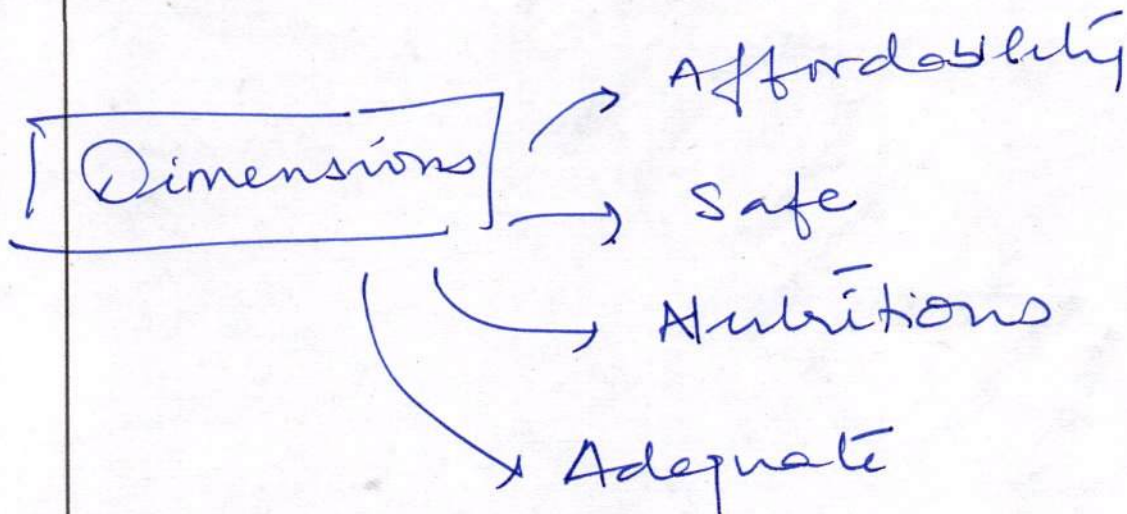 Affordability
Dimensions
Safe
Nutritions
Adequate